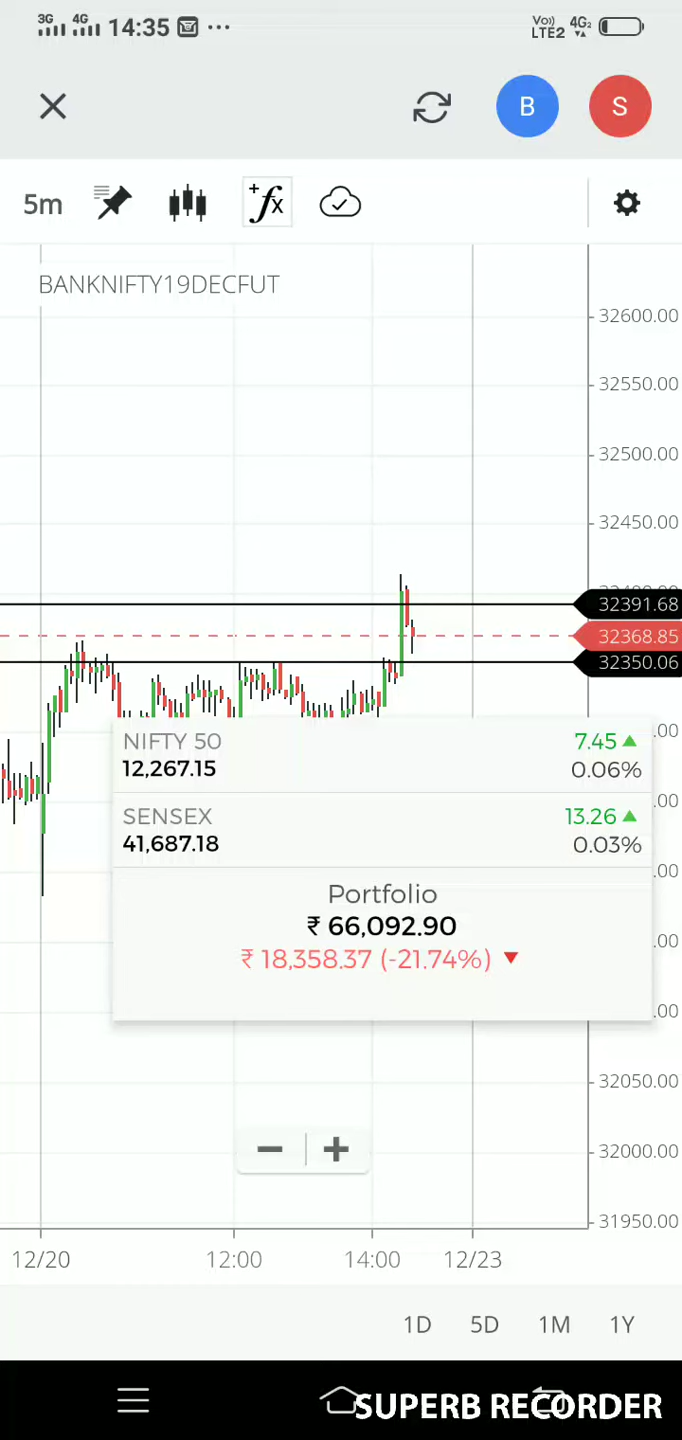 3G 4G 14:35 ... Vo)) LTE2 4G2
B S
5m +fx
BANKNIFTY19DECFUT
32600.00
32550.00
32500.00
32450.00
32391.68
32368.85
32350.06
NIFTY 50 7.45 ▲
12,267.15 0.06%
SENSEX 13.26 ▲
41,687.18 0.03%
Portfolio
₹ 66,092.90
₹ 18,358.37 (-21.74%) ▼
32050.00
32000.00
31950.00
12/20 12:00 14:00 12/23
1D 5D 1M 1Y
SUPERB RECORDER